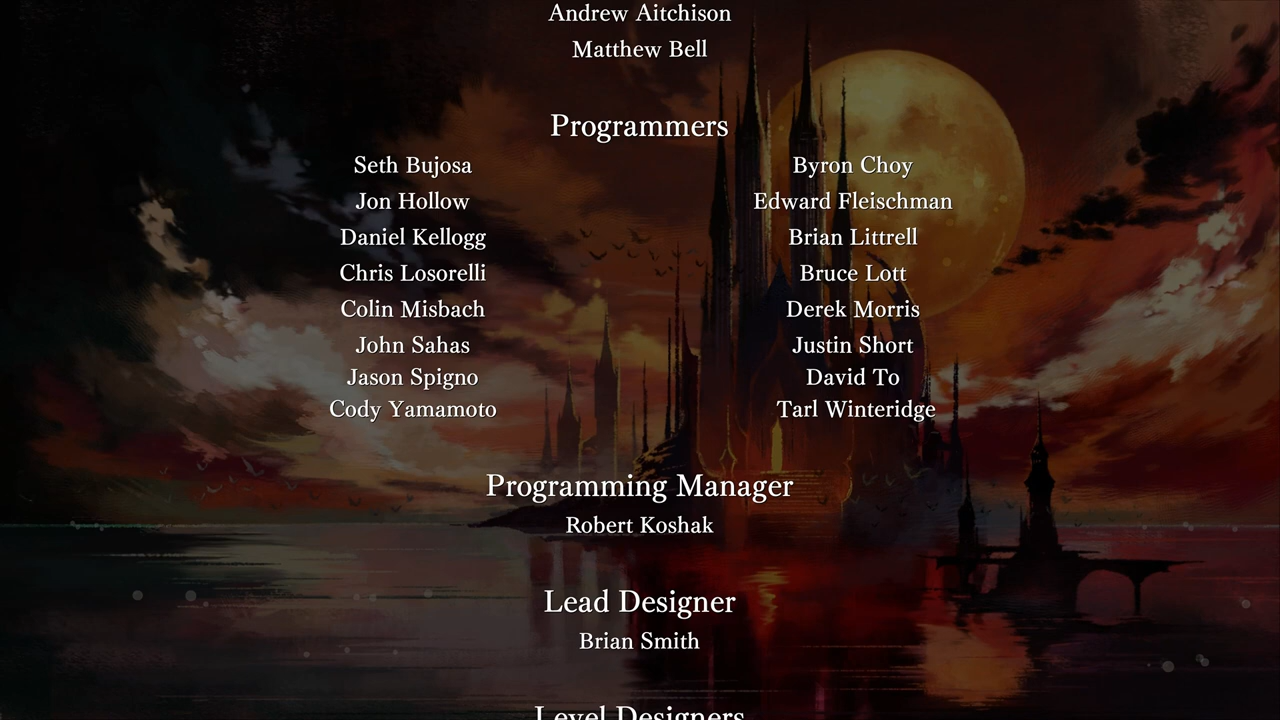 Andrew Aitchison
Matthew Bell
Programmers
Seth Bujosa Byron Choy
Jon Hollow Edward Fleischman
Daniel Kellogg Brian Littrell
Chris Losorelli Bruce Lott
Colin Misbach Derek Morris
John Sahas Justin Short
Jason Spigno David To
Cody Yamamoto Tarl Winteridge
Programming Manager
Robert Koshak
Lead Designer
Brian Smith
Level Designers